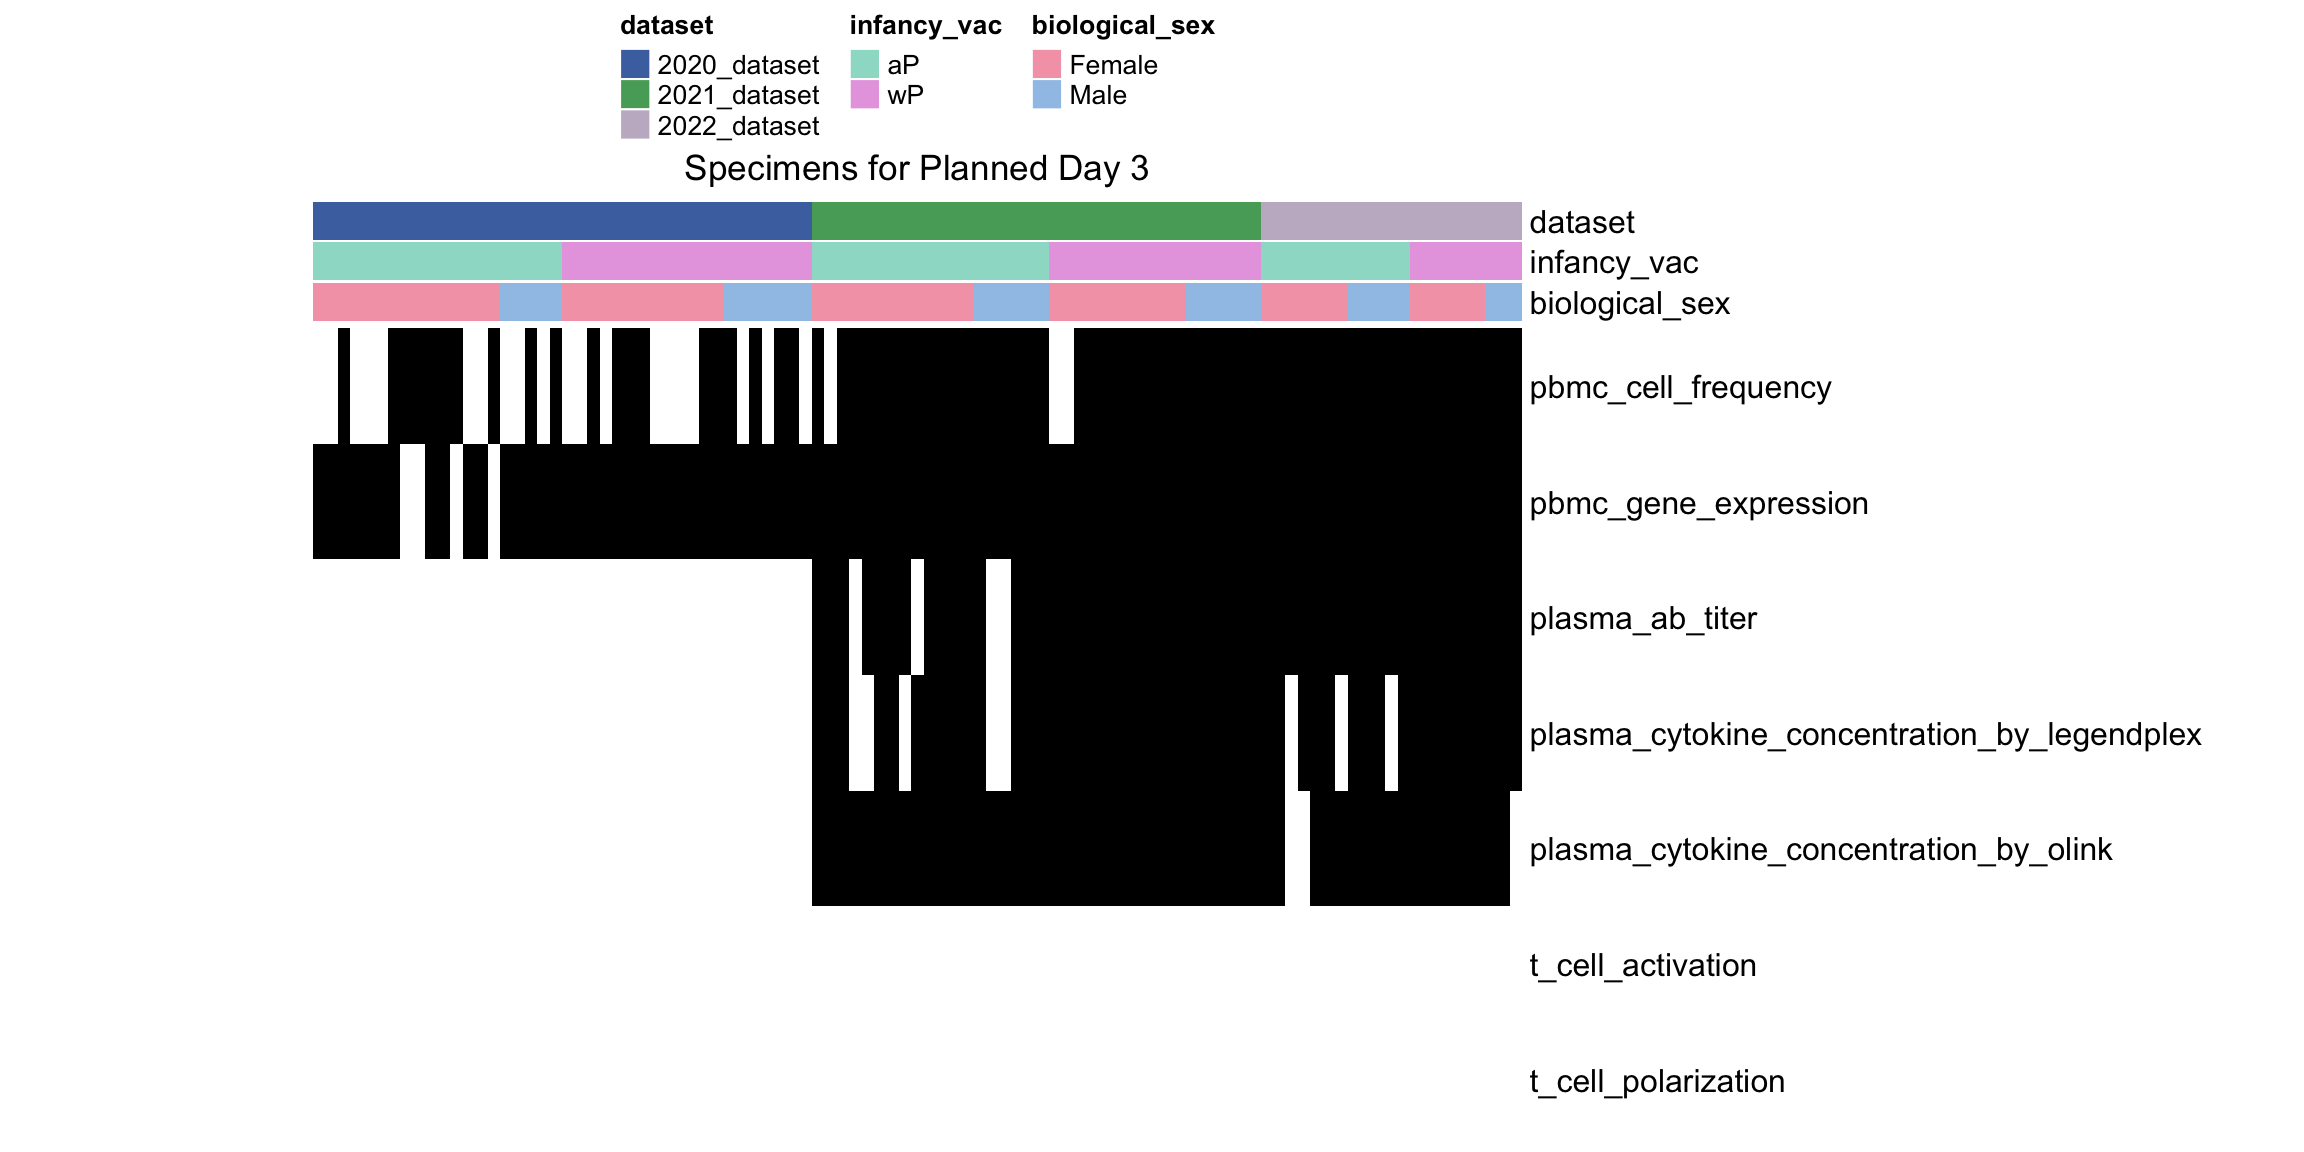 dataset
2020_dataset
2021_dataset
2022_dataset
infancy_vac
aP
wP
biological_sex
Female
Male
Specimens for Planned Day 3
dataset
infancy_vac
biological_sex
pbmc_cell_frequency
pbmc_gene_expression
plasma_ab_titer
plasma_cytokine_concentration_by_legendplex
plasma_cytokine_concentration_by_olink
t_cell_activation
t_cell_polarization